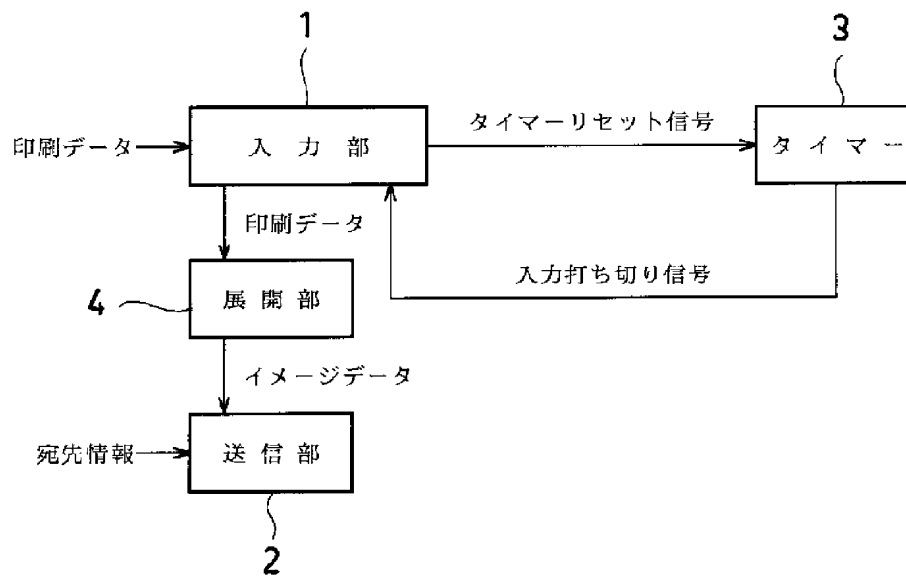 1
3
印刷データ
入力部
タイマーリセット信号
タイマー
印刷データ
入力打ち切り信号
4
展開部
イメージデータ
宛先情報
送信部
2